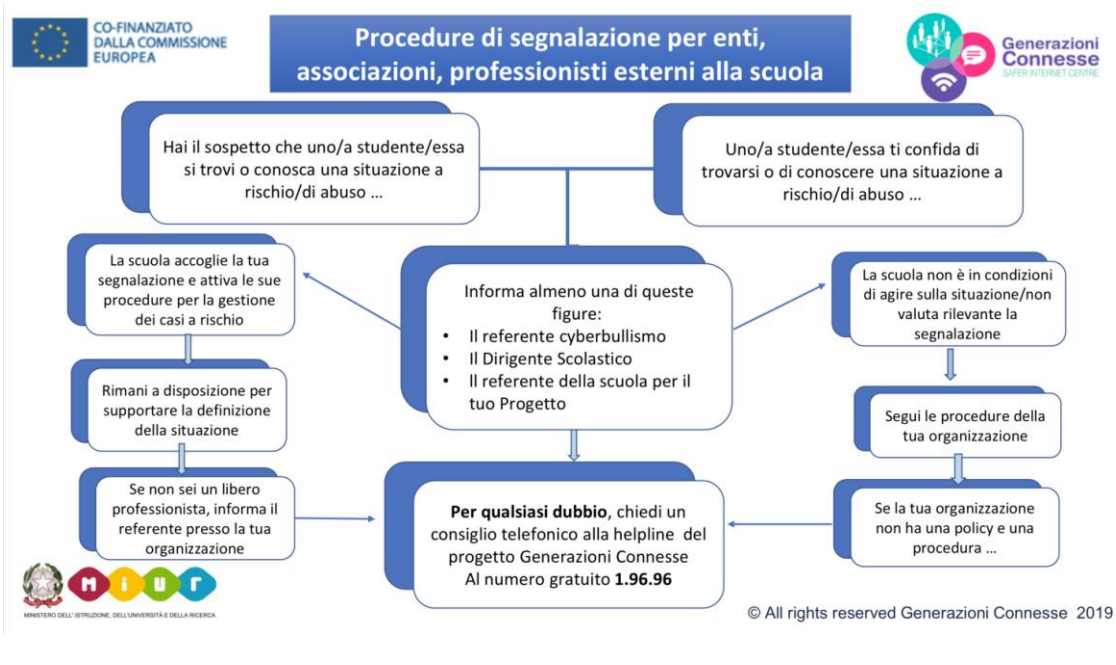 CO-FINANZIATO
DALLA COMMISSIONE
EUROPEA
Procedure di segnalazione per enti,
associazioni, professionisti esterni alla scuola
Generazioni
Connesse
SAFER INTERNET CENTRE
Hai il sospetto che uno/a studente/essa
si trovi o conosca una situazione a
rischio/di abuso ...
Uno/a studente/essa ti confida di
trovarsi o di conoscere una situazione a
rischio/di abuso ...
La scuola accoglie la tua
segnalazione e attiva le sue
procedure per la gestione
dei casi a rischio
Informa almeno una di queste
figure:
• Il referente cyberbullismo
• Il Dirigente Scolastico
• Il referente della scuola per il
tuo Progetto
La scuola non è in condizioni
di agire sulla situazione/non
valuta rilevante la
segnalazione
Rimani a disposizione per
supportare la definizione
della situazione
Segui le procedure della
tua organizzazione
Se non sei un libero
professionista, informa il
referente presso la tua
organizzazione
Per qualsiasi dubbio, chiedi un
consiglio telefonico alla helpline del
progetto Generazioni Connesse
Al numero gratuito 1.96.96
Se la tua organizzazione
non ha una policy e una
procedura ...
MIUR
MINISTERO DELL' ISTRUZIONE, DELL'UNIVERSITÀ E DELLA RICERCA
© All rights reserved Generazioni Connesse 2019